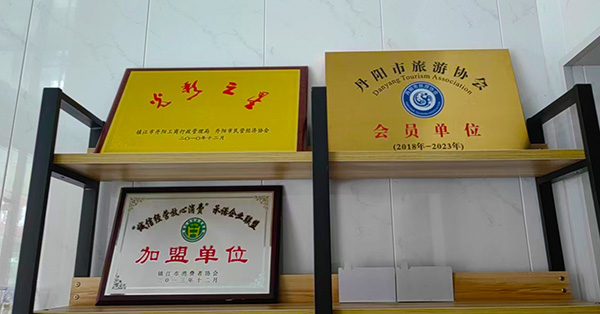 光彩之星
镇江市丹阳工商行政管理局 丹阳市民营经济协会
二〇一〇年十二月
丹阳市旅游协会
Danyang Tourism Association
会员单位
(2018年-2023年)
“诚信经营放心消费”承诺企业联盟
加盟单位
镇江市消费者协会
二〇一三年十二月